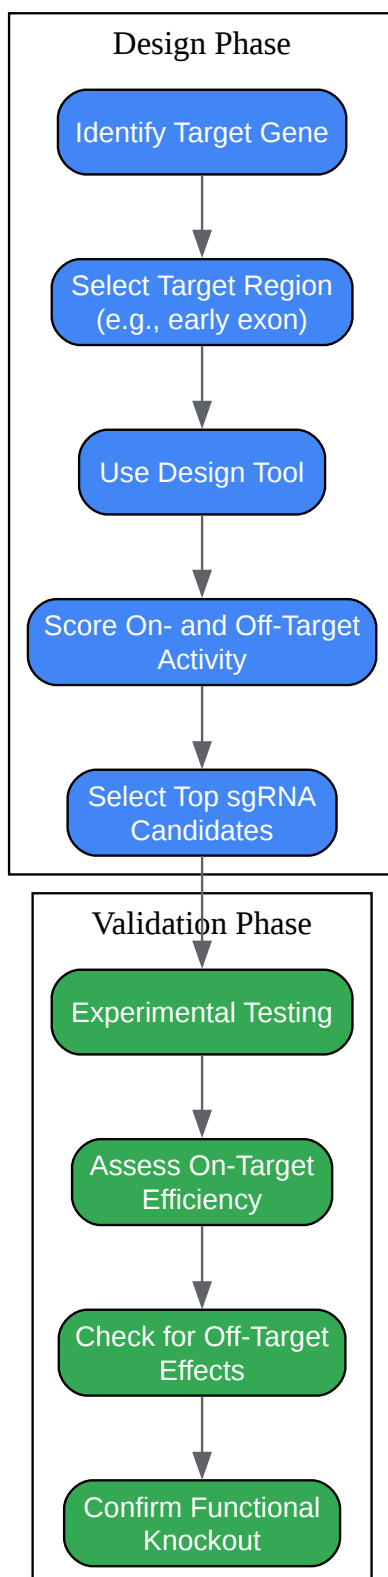 Design Phase
Identify Target Gene
Select Target Region
(e.g., early exon)
Use Design Tool
Score On- and Off-Target
Activity
Select Top sgRNA
Candidates
Validation Phase
Experimental Testing
Assess On-Target
Efficiency
Check for Off-Target
Effects
Confirm Functional
Knockout